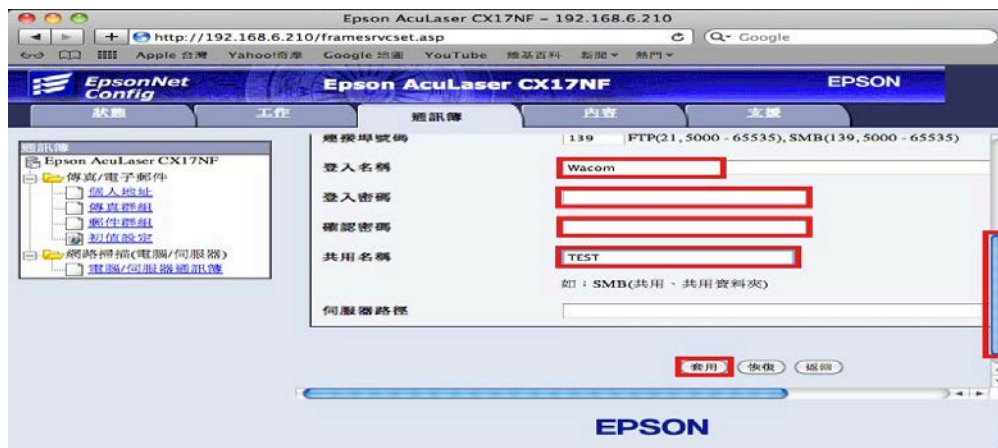 Epson AcuLaser CX17NF – 192.168.6.210
http://192.168.6.210/framesrvcset.asp
Google
Apple 台灣 Yahoo!奇摩 Google 地圖 YouTube 維基百科 新聞 熱門
EpsonNet
Config
Epson AcuLaser CX17NF
EPSON
狀態 工作 通訊簿 內容 支援
通訊簿
Epson AcuLaser CX17NF
傳真/電子郵件
個人地址
傳真群組
郵件群組
初值設定
網路掃描(電腦/伺服器)
電腦/伺服器通訊簿
連接埠號碼 139 FTP(21, 5000 - 65535), SMB(139, 5000 - 65535)
登入名稱 Wacom
登入密碼
確認密碼
共用名稱 TEST
如：SMB(共用、共用資料夾)
伺服器路徑
套用 恢復 返回
EPSON